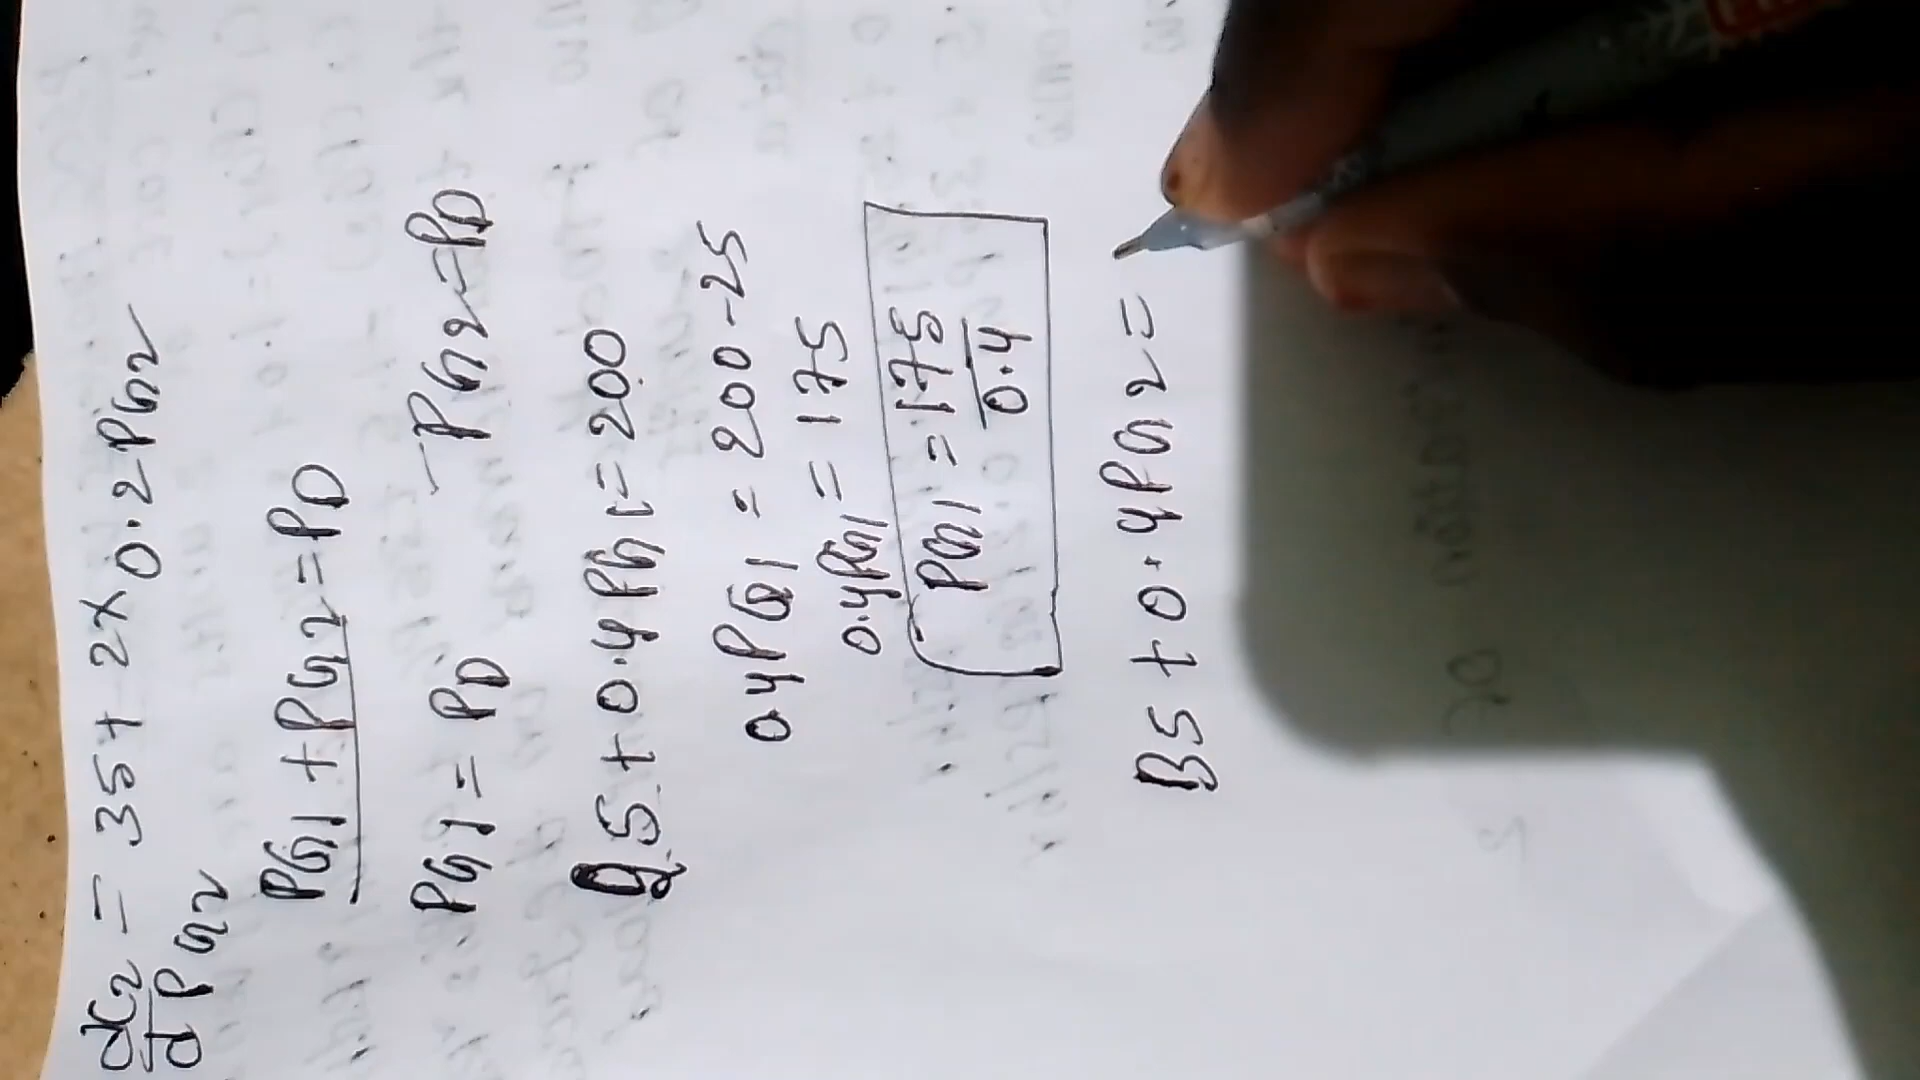 dC2/dPG2 = 35 + 2 × 0.2PG2
PG1 + PG2 = PD
PG1 = PD PG2 = PD
25 + 0.4PG1 = 200
0.4PG1 = 200 - 25
0.4PG1 = 175
PG1 = 175/0.4
35 + 0.4PG2 =